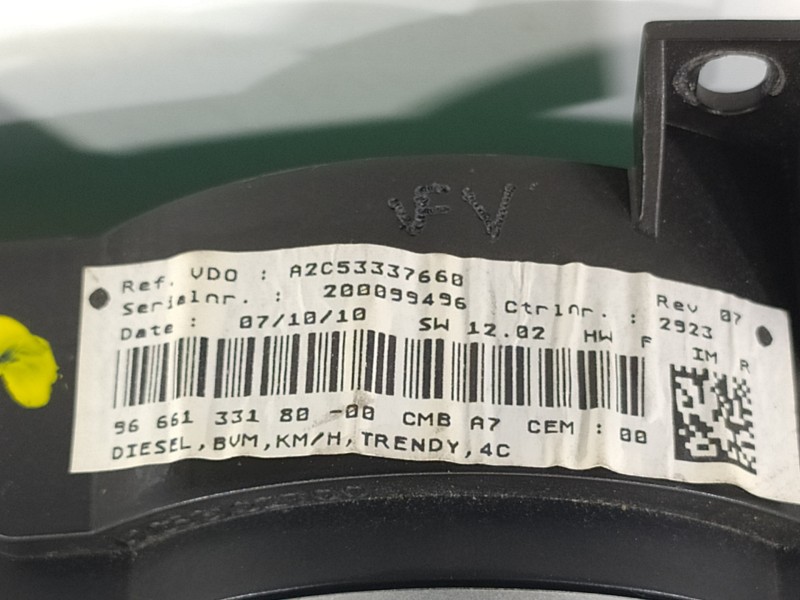 VFV
Ref. VDO : A2C53337660 Rev 07
Serialnr. : 200099496 Ctrlnr. : 2923
Date : 07/10/10 SW 12.02 HW F IM R
96 661 331 80 -00 CMB A7 CEM : 00
DIESEL,BVM,KM/H,TRENDY,4C